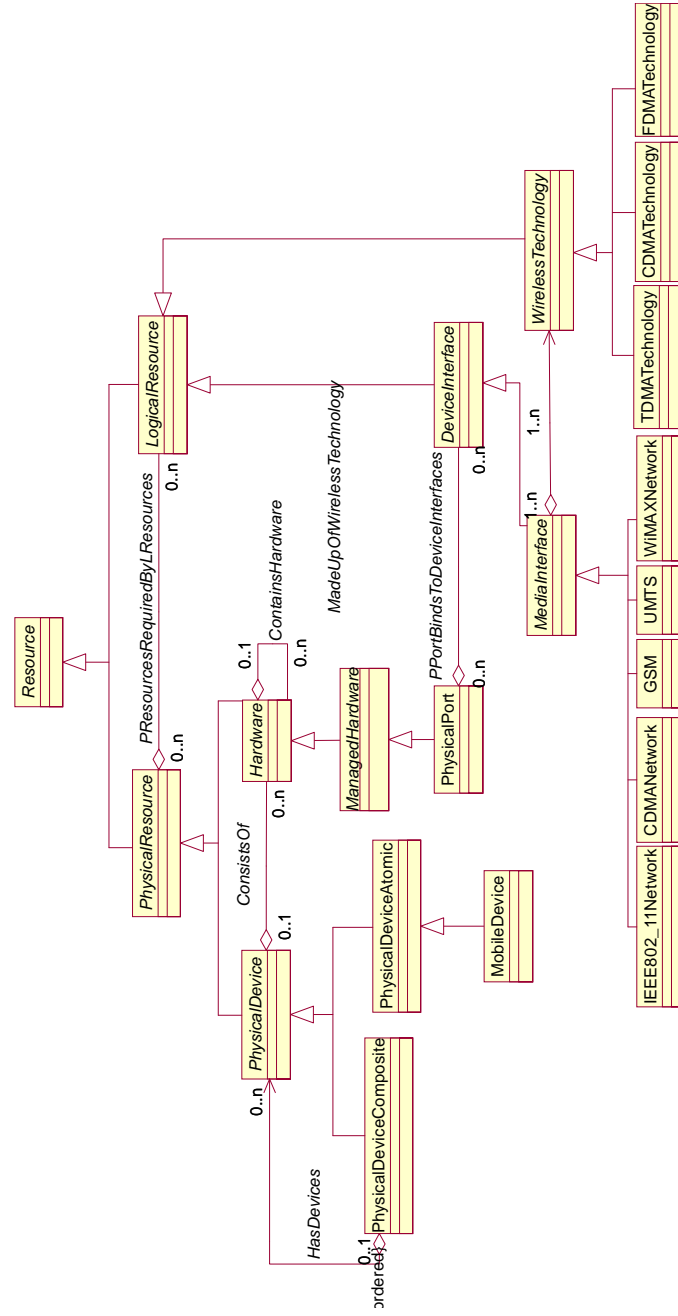 Resource
PhysicalResource
PResourcesRequiredByLResources
0..n
0..n
LogicalResource
PhysicalDevice
0..n
0..1
ConsistsOf
0..n
Hardware
0..1
0..n
ContainsHardware
MadeUpOfWirelessTechnology
HasDevices
0..1
ordered}
PhysicalDeviceComposite
PhysicalDeviceAtomic
MobileDevice
ManagedHardware
PhysicalPort
0..n
PPortBindsToDeviceInterfaces
0..n
DeviceInterface
MediaInterface
1..n
1..n
WirelessTechnology
IEEE802_11Network
CDMANetwork
GSM
UMTS
WiMAXNetwork
TDMATechnology
CDMATechnology
FDMATechnology